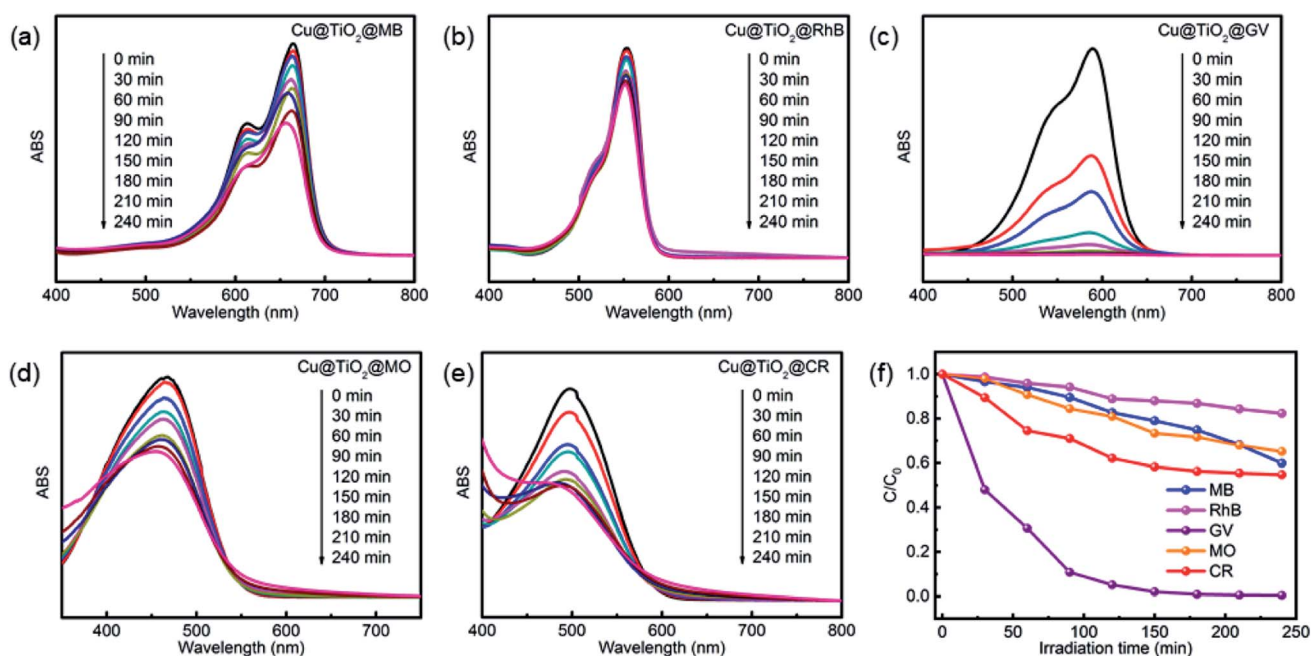 (a)
Cu@TiO₂@MB
0 min
30 min
60 min
90 min
120 min
150 min
180 min
210 min
240 min
ABS
400 500 600 700 800
Wavelength (nm)
(b)
Cu@TiO₂@RhB
0 min
30 min
60 min
90 min
120 min
150 min
180 min
210 min
240 min
ABS
400 500 600 700 800
Wavelength (nm)
(c)
Cu@TiO₂@GV
0 min
30 min
60 min
90 min
120 min
150 min
180 min
210 min
240 min
ABS
400 500 600 700 800
Wavelength (nm)
(d)
Cu@TiO₂@MO
0 min
30 min
60 min
90 min
120 min
150 min
180 min
210 min
240 min
ABS
400 500 600 700
Wavelength (nm)
(e)
Cu@TiO₂@CR
0 min
30 min
60 min
90 min
120 min
150 min
180 min
210 min
240 min
ABS
400 500 600 700 800
Wavelength (nm)
(f)
1.0
0.8
0.6
0.4
0.2
0.0
C/C₀
MB
RhB
GV
MO
CR
0 50 100 150 200 250
Irradiation time (min)